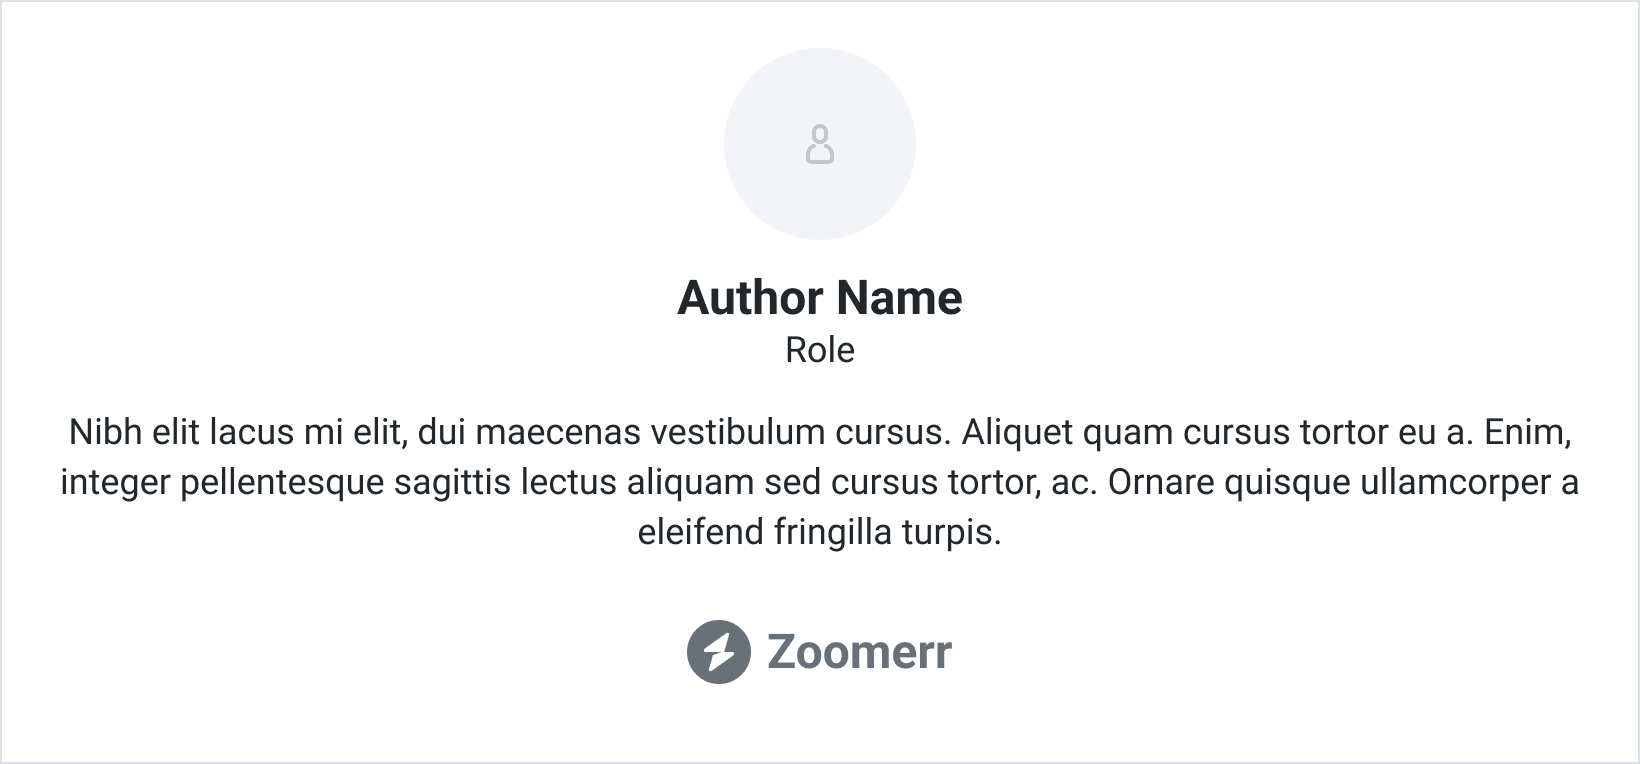 Author Name
Role
Nibh elit lacus mi elit, dui maecenas vestibulum cursus. Aliquet quam cursus tortor eu a. Enim,
integer pellentesque sagittis lectus aliquam sed cursus tortor, ac. Ornare quisque ullamcorper a
eleifend fringilla turpis.
Zoomerr